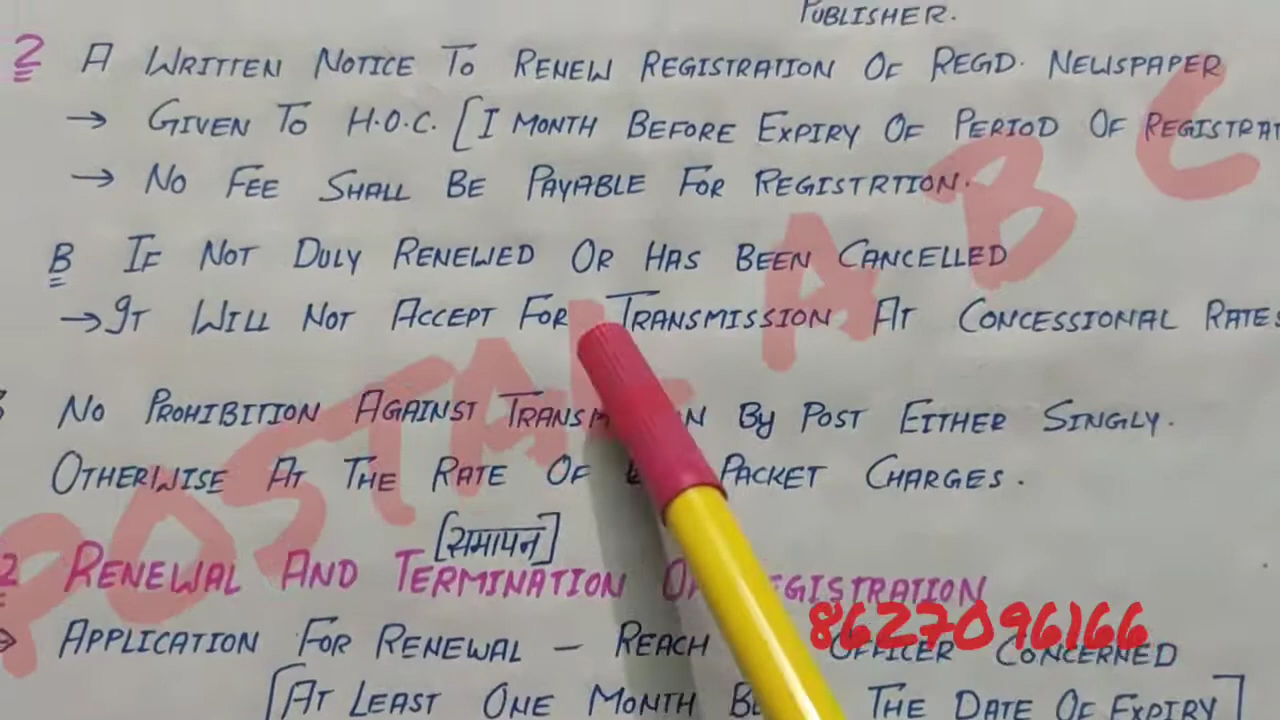 PUBLISHER.
2 A WRITTEN NOTICE TO RENEW REGISTRATION OF REGD. NEWSPAPER
→ GIVEN TO H.O.C. [1 MONTH BEFORE EXPIRY OF PERIOD OF REGISTRAT
→ NO FEE SHALL BE PAYABLE FOR REGISTRTION.
B IF NOT DULY RENEWED OR HAS BEEN CANCELLED
→ IT WILL NOT ACCEPT FOR TRANSMISSION AT CONCESSIONAL RATES
NO PROHIBITION AGAINST BY POST EITHER SINGLY.
OTHERWISE AT THE RATE OF PACKET CHARGES.
[समापन]
2 RENEWAL AND TERMINATION REGISTRATION
8627096166
APPLICATION FOR RENEWAL – REACH OFFICER CONCERNED
[AT LEAST ONE MONTH THE DATE OF EXPIRY]
POSTAL ABC